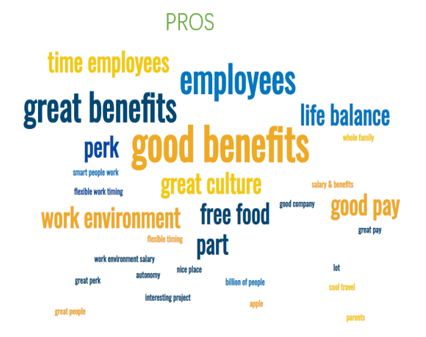 PROS
time employees
employees
great benefits
life balance
perk
good benefits
whole family
smart people work
great culture
salary & benefits
flexible work timing
good company
good pay
work environment
free food
great pay
flexible timing
part
work environment salary
nice place
lot
great perk
autonomy
billion of people
cool travel
interesting project
apple
great people
parents